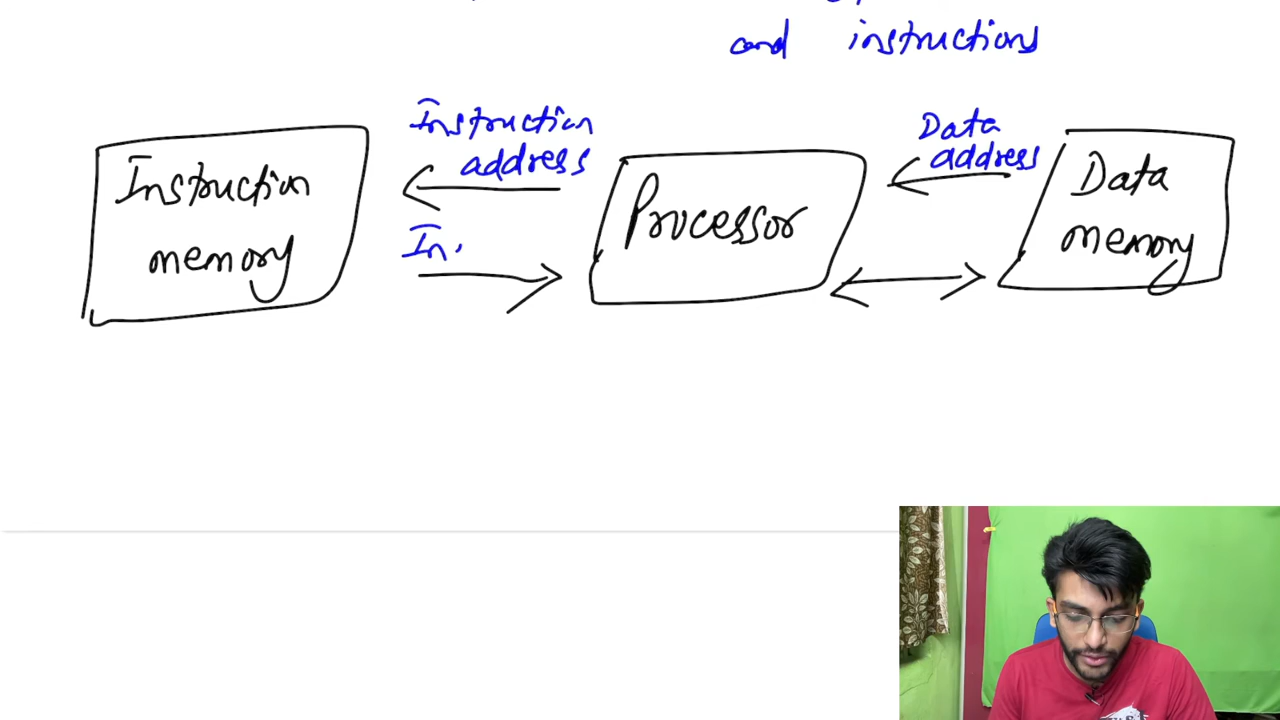 and instructions
Instruction
address
Data
address
Instruction
memory
Processor
Data
memory
In